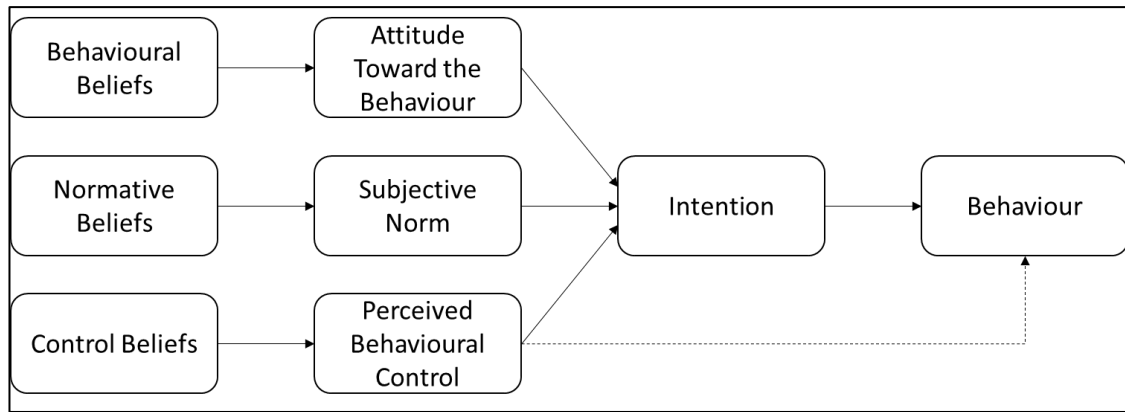 Behavioural
Beliefs
Attitude
Toward the
Behaviour
Normative
Beliefs
Subjective
Norm
Intention
Behaviour
Control Beliefs
Perceived
Behavioural
Control